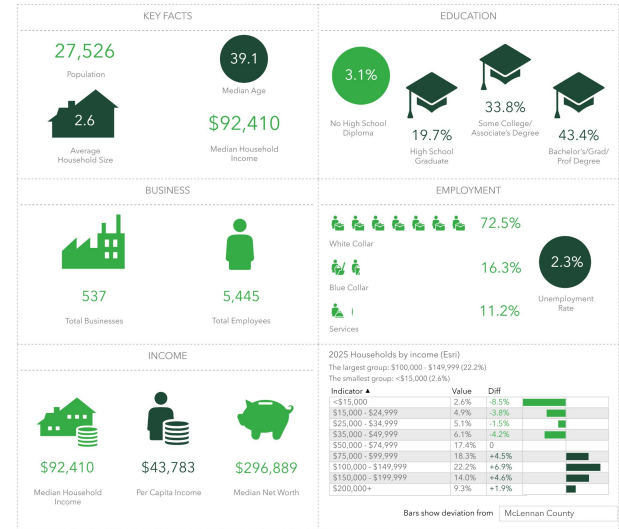 KEY FACTS
27,526
Population
39.1
Median Age
2.6
Average
Household Size
$92,410
Median Household
Income
EDUCATION
3.1%
No High School
Diploma
19.7%
High School
Graduate
33.8%
Some College/
Associate's Degree
43.4%
Bachelor's/Grad/
Prof Degree
BUSINESS
537
Total Businesses
5,445
Total Employees
EMPLOYMENT
72.5%
White Collar
16.3%
Blue Collar
11.2%
Services
2.3%
Unemployment
Rate
INCOME
$92,410
Median Household
Income
$43,783
Per Capita Income
$296,889
Median Net Worth
2025 Households by income (Esri)
The largest group: $100,000 - $149,999 (22.2%)
The smallest group: <$15,000 (2.6%)
Indicator ▲ Value Diff
<$15,000 2.6% -8.5%
$15,000 - $24,999 4.9% -3.8%
$25,000 - $34,999 5.1% -1.5%
$35,000 - $49,999 6.1% -4.2%
$50,000 - $74,999 17.4% 0
$75,000 - $99,999 18.3% +4.5%
$100,000 - $149,999 22.2% +6.9%
$150,000 - $199,999 14.0% +4.6%
$200,000+ 9.3% +1.9%
Bars show deviation from McLennan County